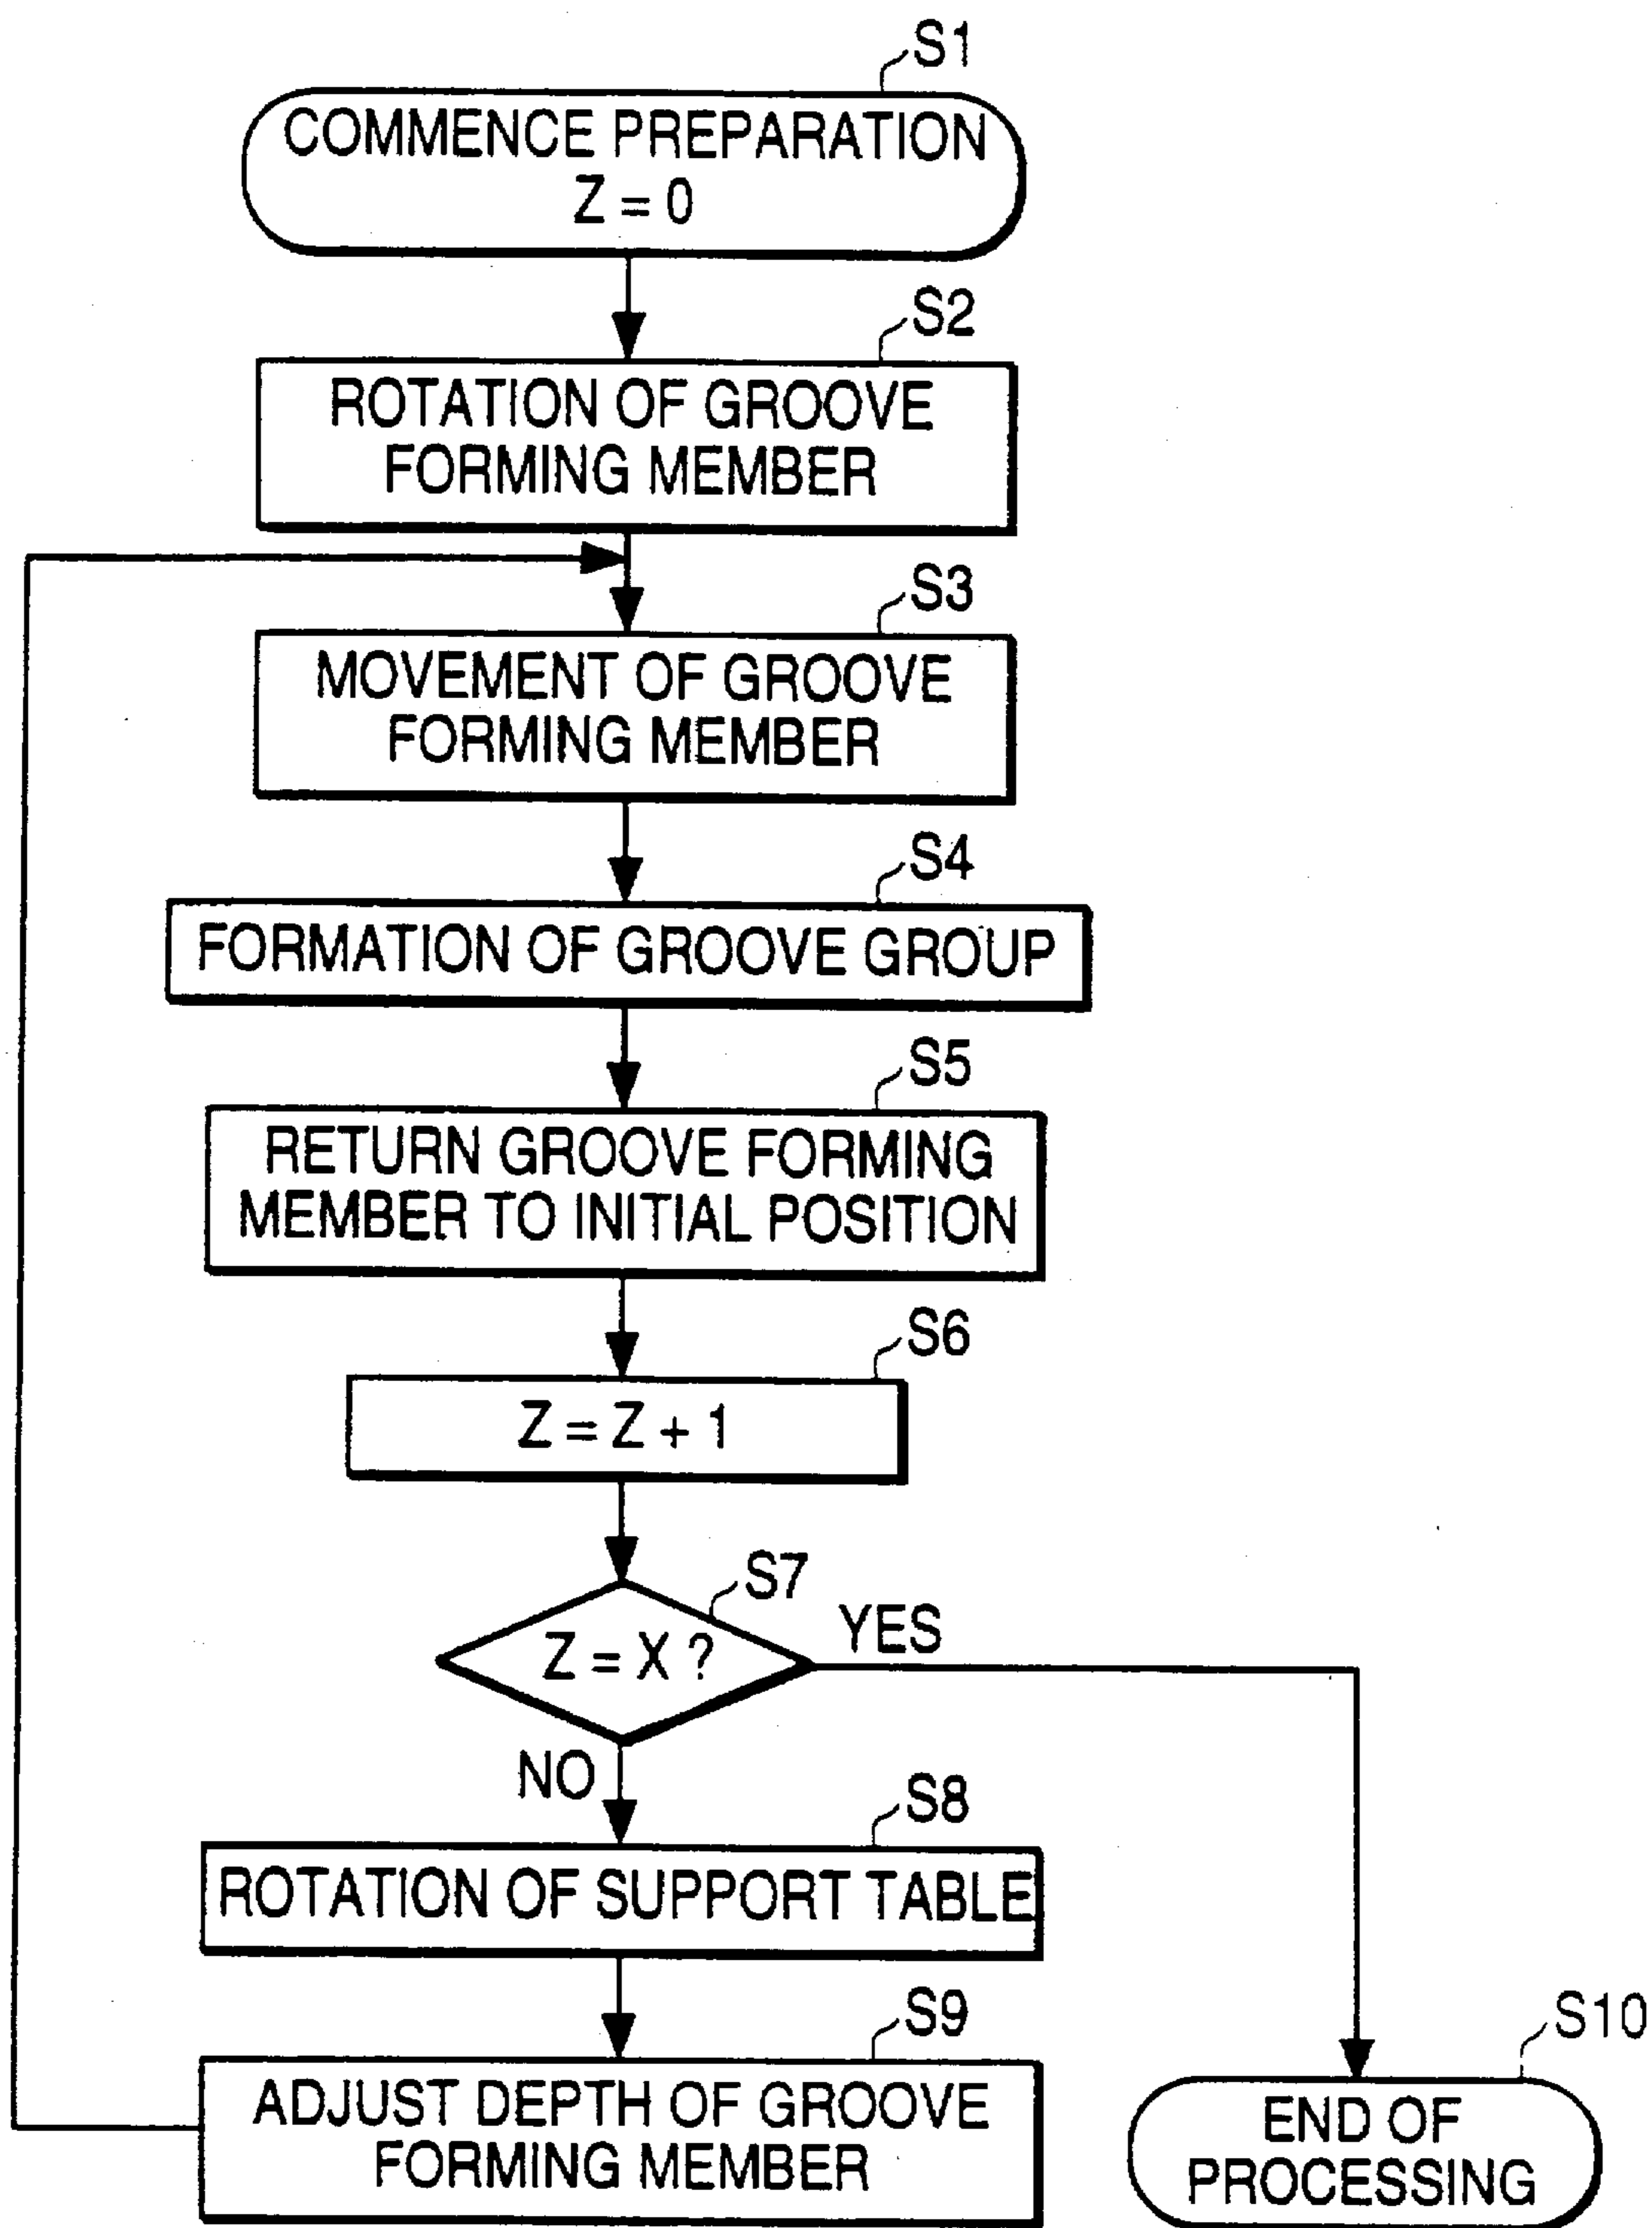 S1
COMMENCE PREPARATION
Z = 0
S2
ROTATION OF GROOVE
FORMING MEMBER
S3
MOVEMENT OF GROOVE
FORMING MEMBER
S4
FORMATION OF GROOVE GROUP
S5
RETURN GROOVE FORMING
MEMBER TO INITIAL POSITION
S6
Z = Z + 1
S7
Z = X ?
YES
NO
S8
ROTATION OF SUPPORT TABLE
S9
ADJUST DEPTH OF GROOVE
FORMING MEMBER
S10
END OF
PROCESSING